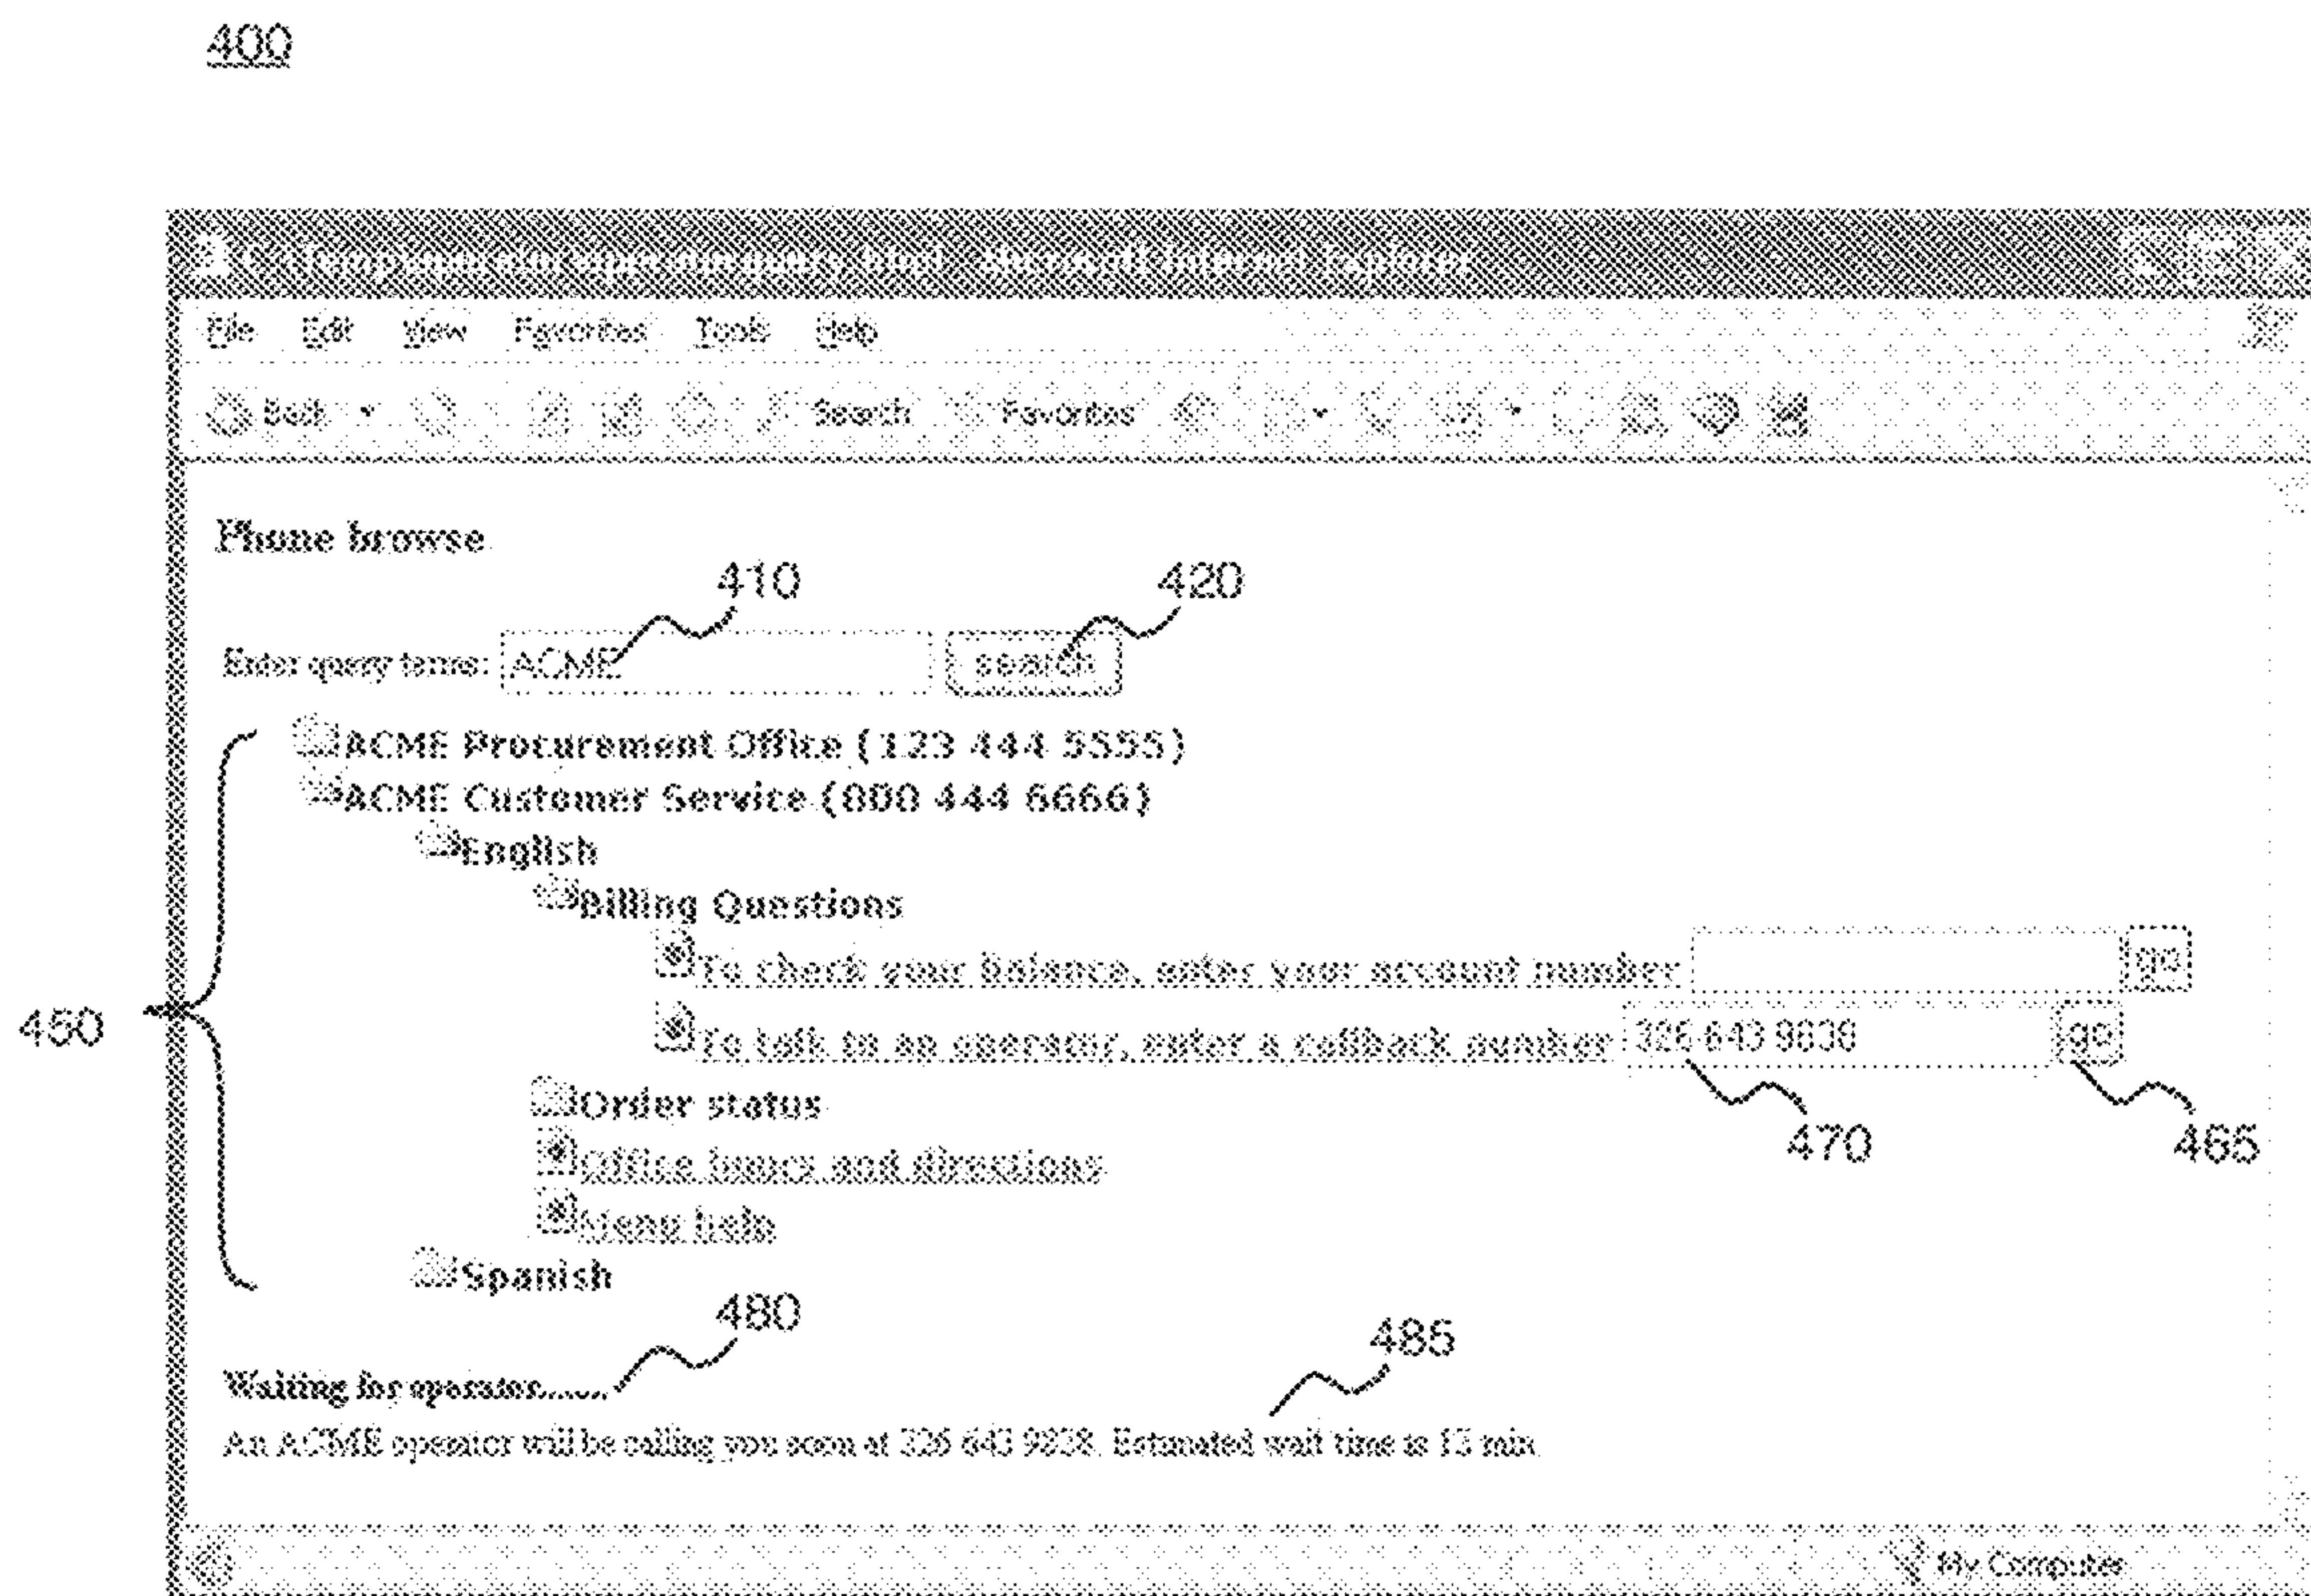 400
Microsoft Internet Explorer
File Edit View Favorites Tools Help
Back Search Favorites
Phone browse
410 420
Enter query terms: ACME search
ACME Procurement Office (123 444 5555)
ACME Customer Service (800 444 6666)
English
Billing Questions
To check your balance, enter your account number go
450
To talk to an operator, enter a callback number 326 643 9838 go
470 465
Order status
Office hours and directions
Menu help
Spanish
480 485
Waiting for operator.......
An ACME operator will be calling you soon at 326 643 9838. Estimated wait time is 15 min
My Computer